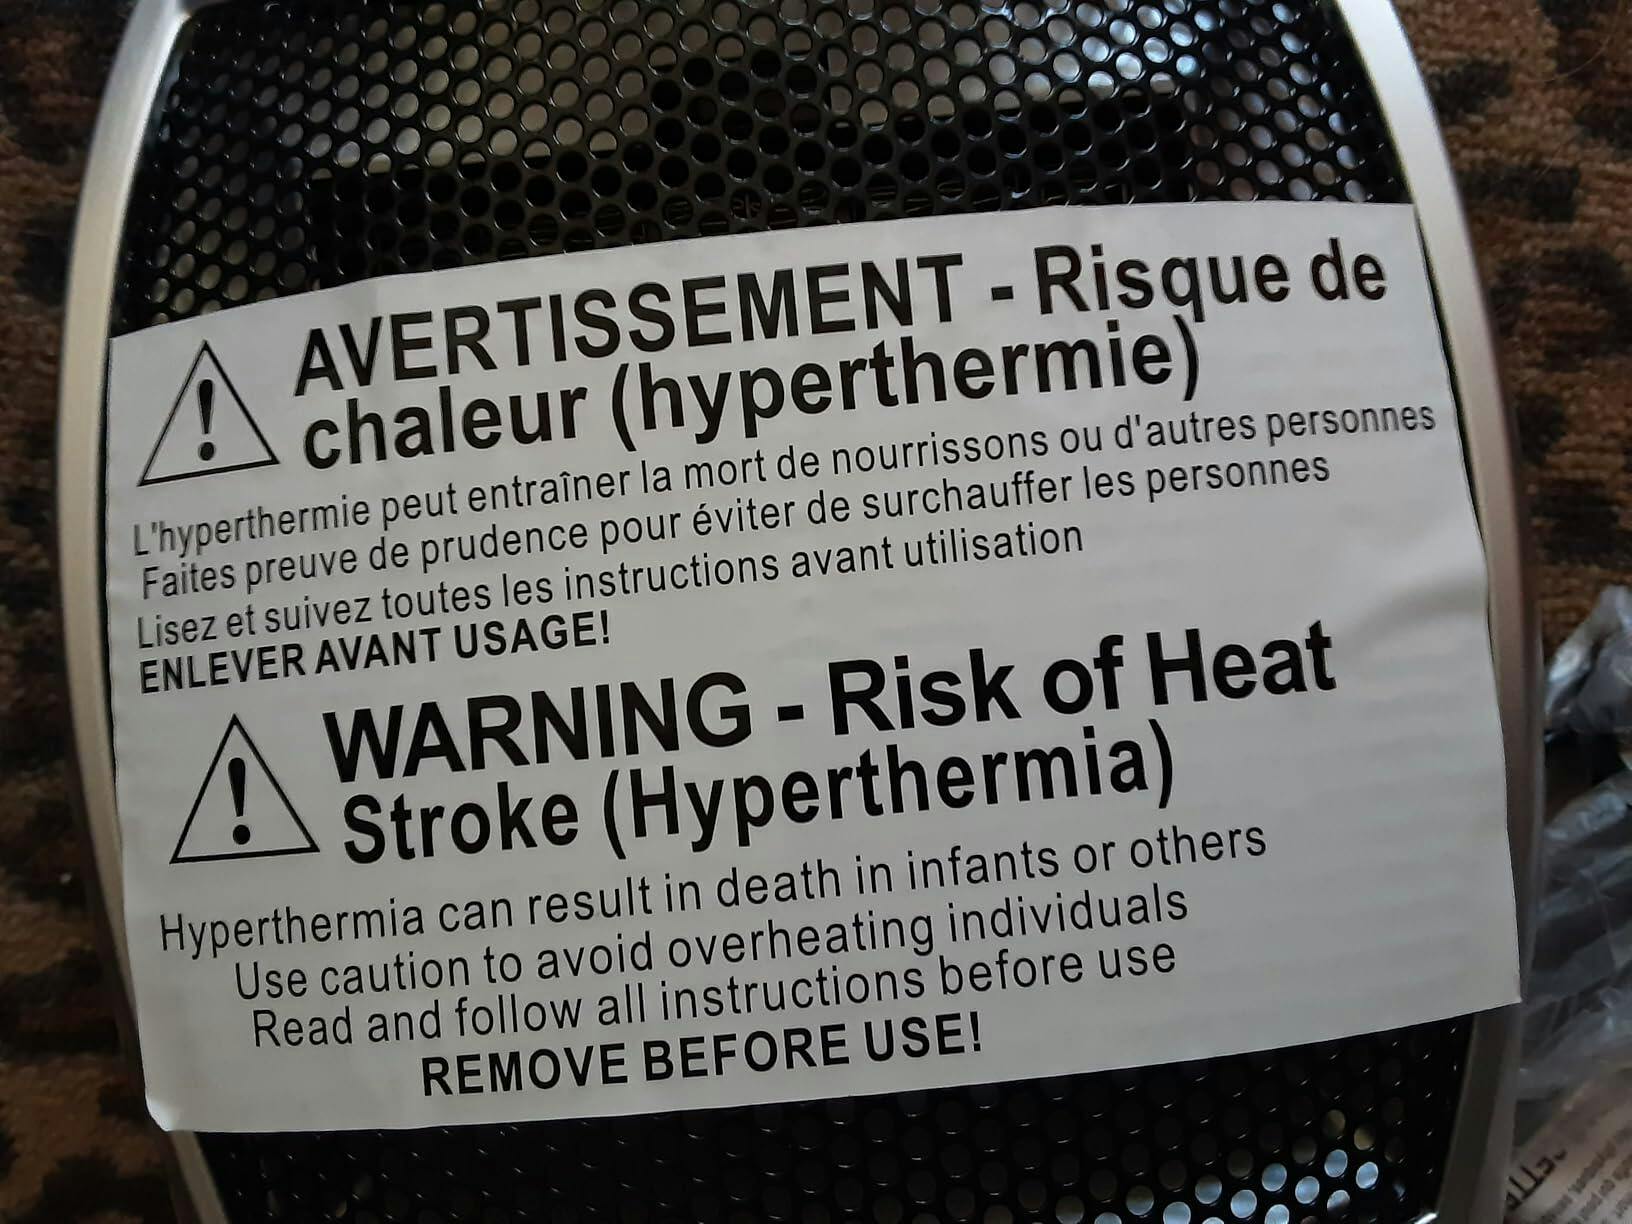 AVERTISSEMENT - Risque de
chaleur (hyperthermie)
L'hyperthermie peut entraîner la mort de nourrissons ou d'autres personnes
Faites preuve de prudence pour éviter de surchauffer les personnes
Lisez et suivez toutes les instructions avant utilisation
ENLEVER AVANT USAGE!
WARNING - Risk of Heat
Stroke (Hyperthermia)
Hyperthermia can result in death in infants or others
Use caution to avoid overheating individuals
Read and follow all instructions before use
REMOVE BEFORE USE!